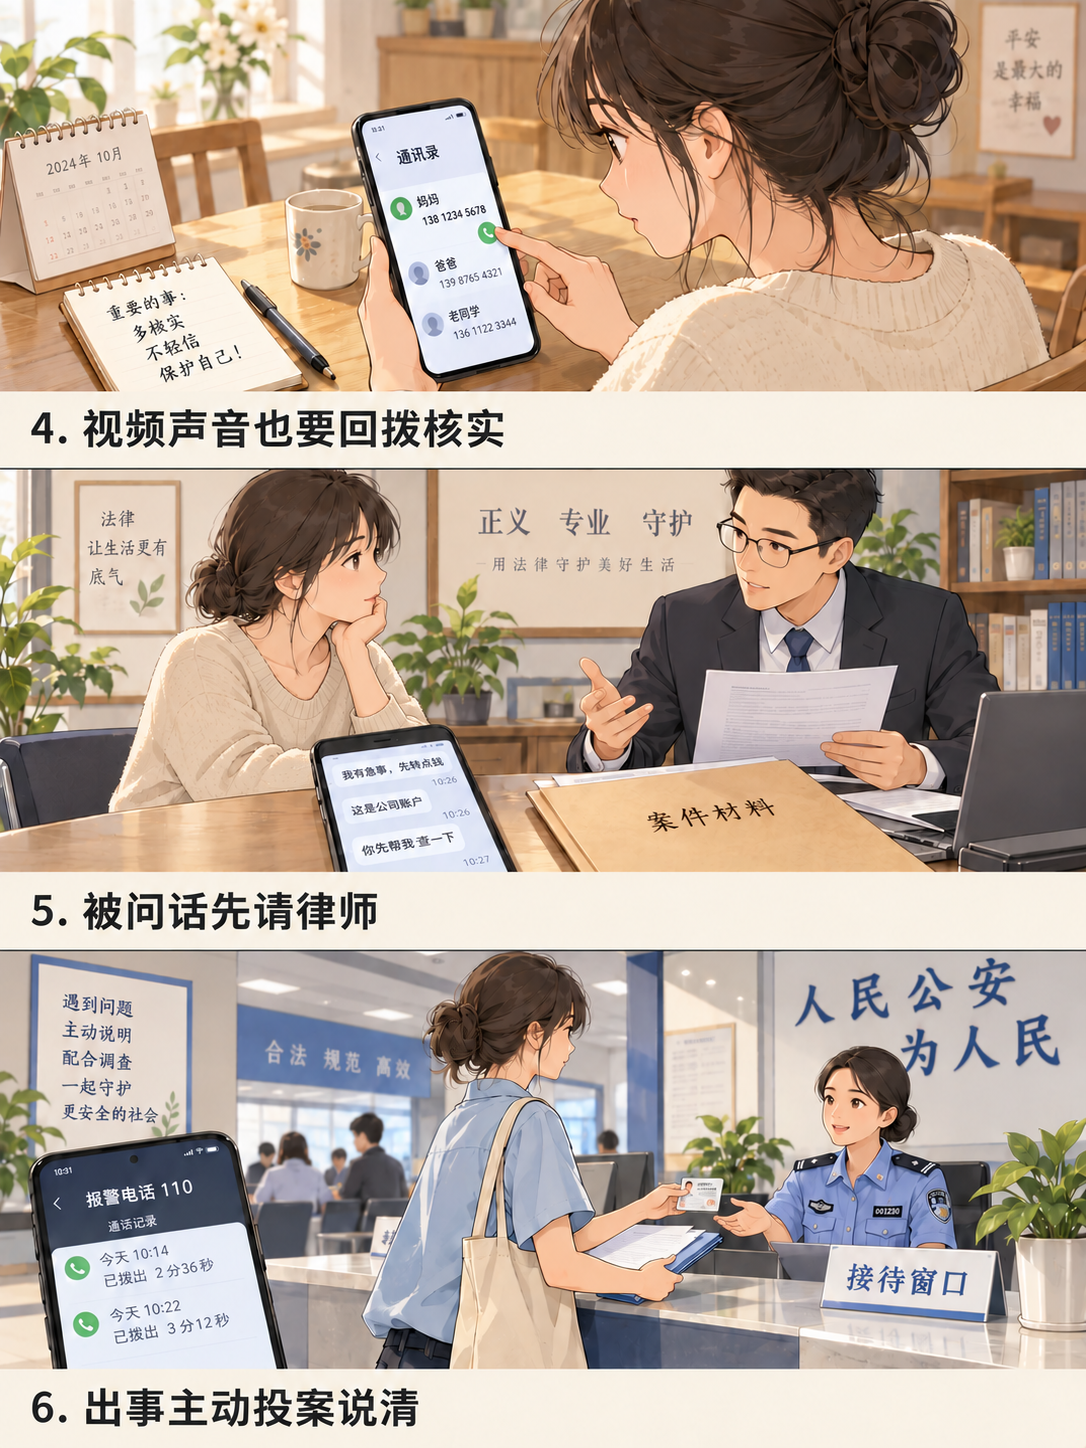 平安
是最大的
幸福
2024年 10月
12:21
通讯录
妈妈
138 1234 5678
爸爸
139 8765 4321
老同学
136 1122 3344
重要的事：
多核实
不轻信
保护自己！
4. 视频声音也要回拨核实
法律
让生活更有
底气
正义 专业 守护
用法律守护美好生活
我有急事，先转点钱
10:26
这是公司账户
10:26
你先帮我查一下
10:27
案件材料
5. 被问话先请律师
遇到问题
主动说明
配合调查
一起守护
更安全的社会
合法 规范 高效
人民公安
为人民
10:31
报警电话 110
通话记录
今天 10:14
已拨出 2分36秒
今天 10:22
已拨出 3分12秒
001230
接待窗口
6. 出事主动投案说清